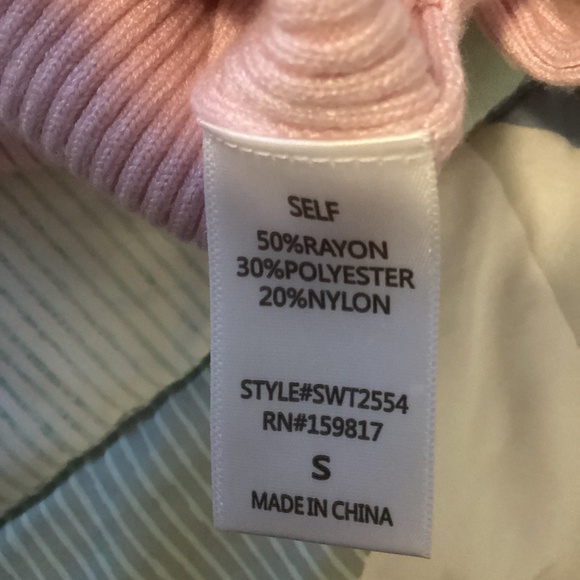 SELF
50%RAYON
30%POLYESTER
20%NYLON
STYLE#SWT2554
RN#159817
S
MADE IN CHINA